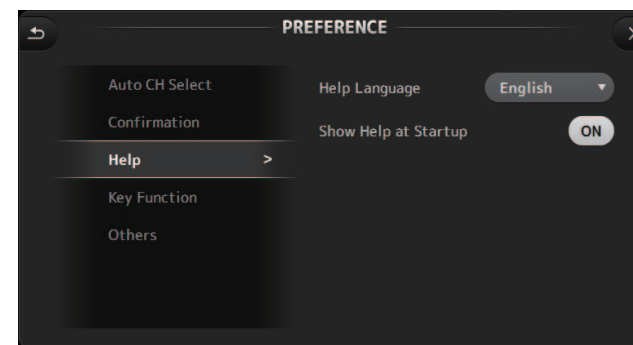 PREFERENCE
Auto CH Select
Confirmation
Help >
Key Function
Others
Help Language English ▼
Show Help at Startup ON